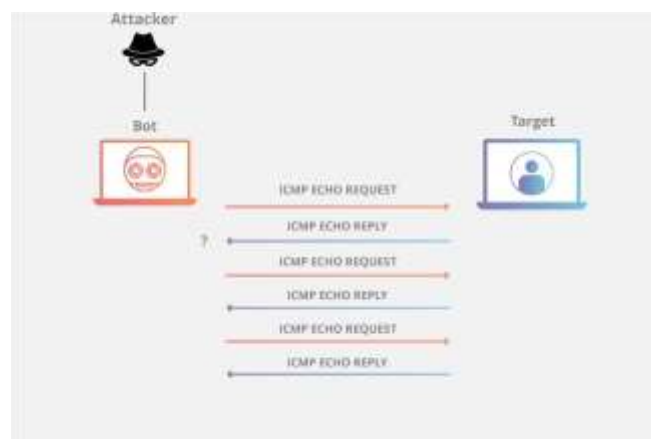 Attacker
Bot
Target
ICMP ECHO REQUEST
ICMP ECHO REPLY
?
ICMP ECHO REQUEST
ICMP ECHO REPLY
ICMP ECHO REQUEST
ICMP ECHO REPLY